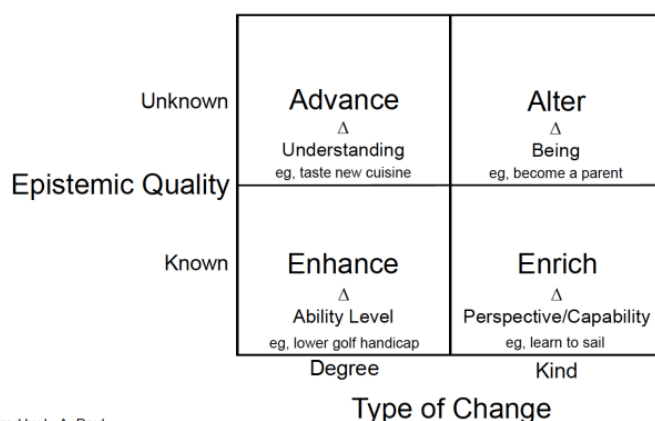 Unknown
Advance
Δ
Understanding
eg, taste new cuisine
Alter
Δ
Being
eg, become a parent
Epistemic Quality
Known
Enhance
Δ
Ability Level
eg, lower golf handicap
Enrich
Δ
Perspective/Capability
eg, learn to sail
Degree
Kind
Type of Change